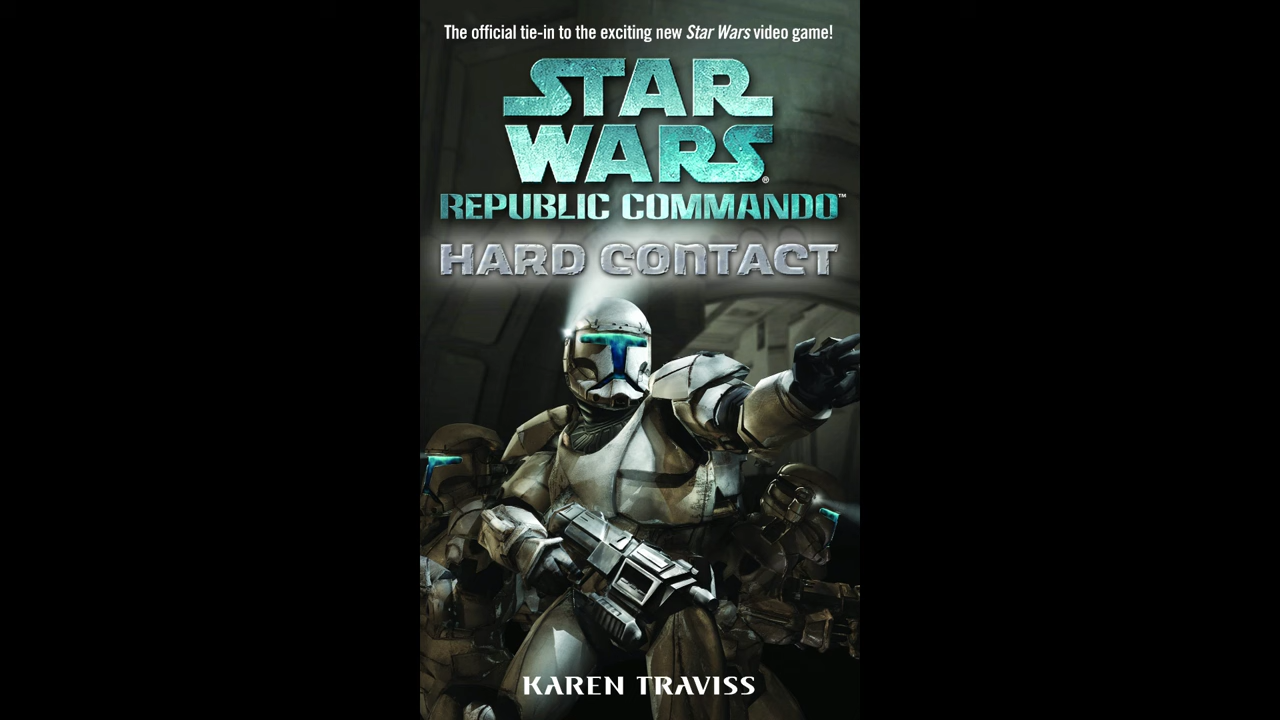 The official tie-in to the exciting new Star Wars video game!
STAR
WARS®
REPUBLIC COMMANDO™
HARD CONTACT
KAREN TRAVISS